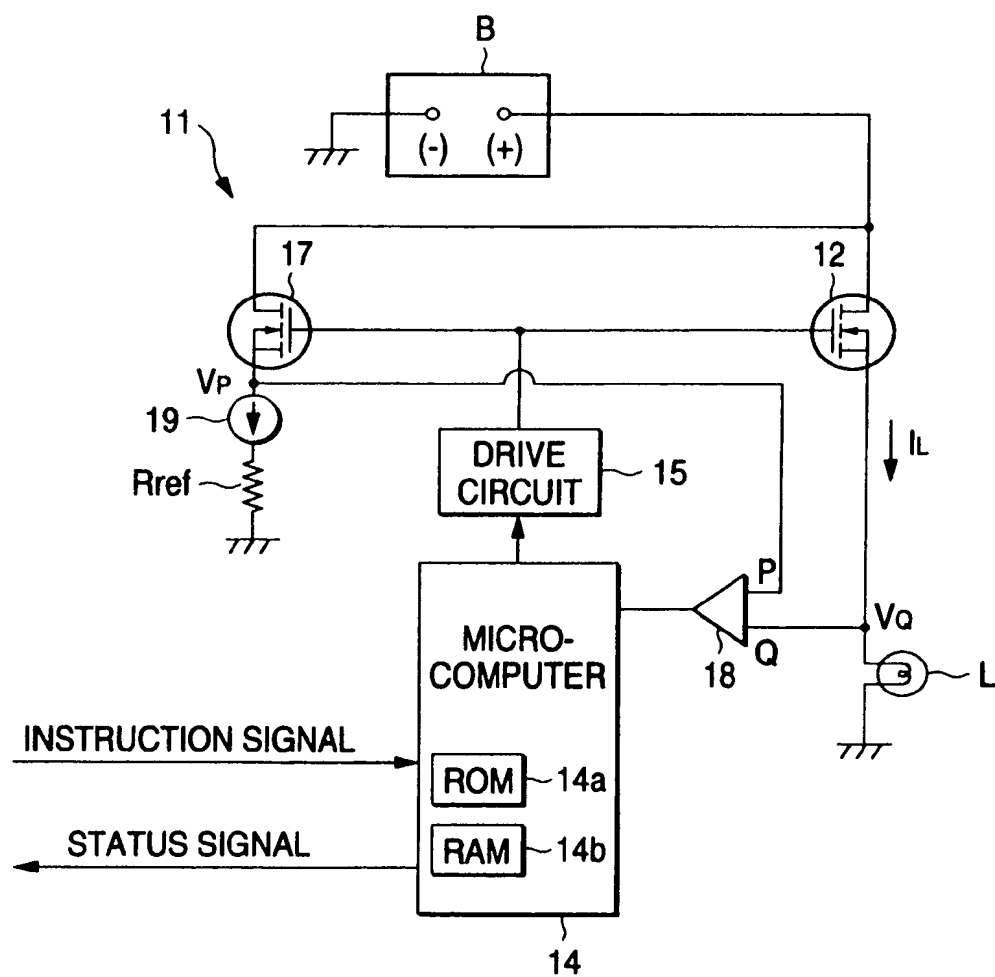 B
11
(-) (+)
17
12
VP
19
Rref
DRIVE
CIRCUIT
15
IL
P
VQ
MICRO-
COMPUTER
Q
18
L
INSTRUCTION SIGNAL
ROM
14a
STATUS SIGNAL
RAM
14b
14